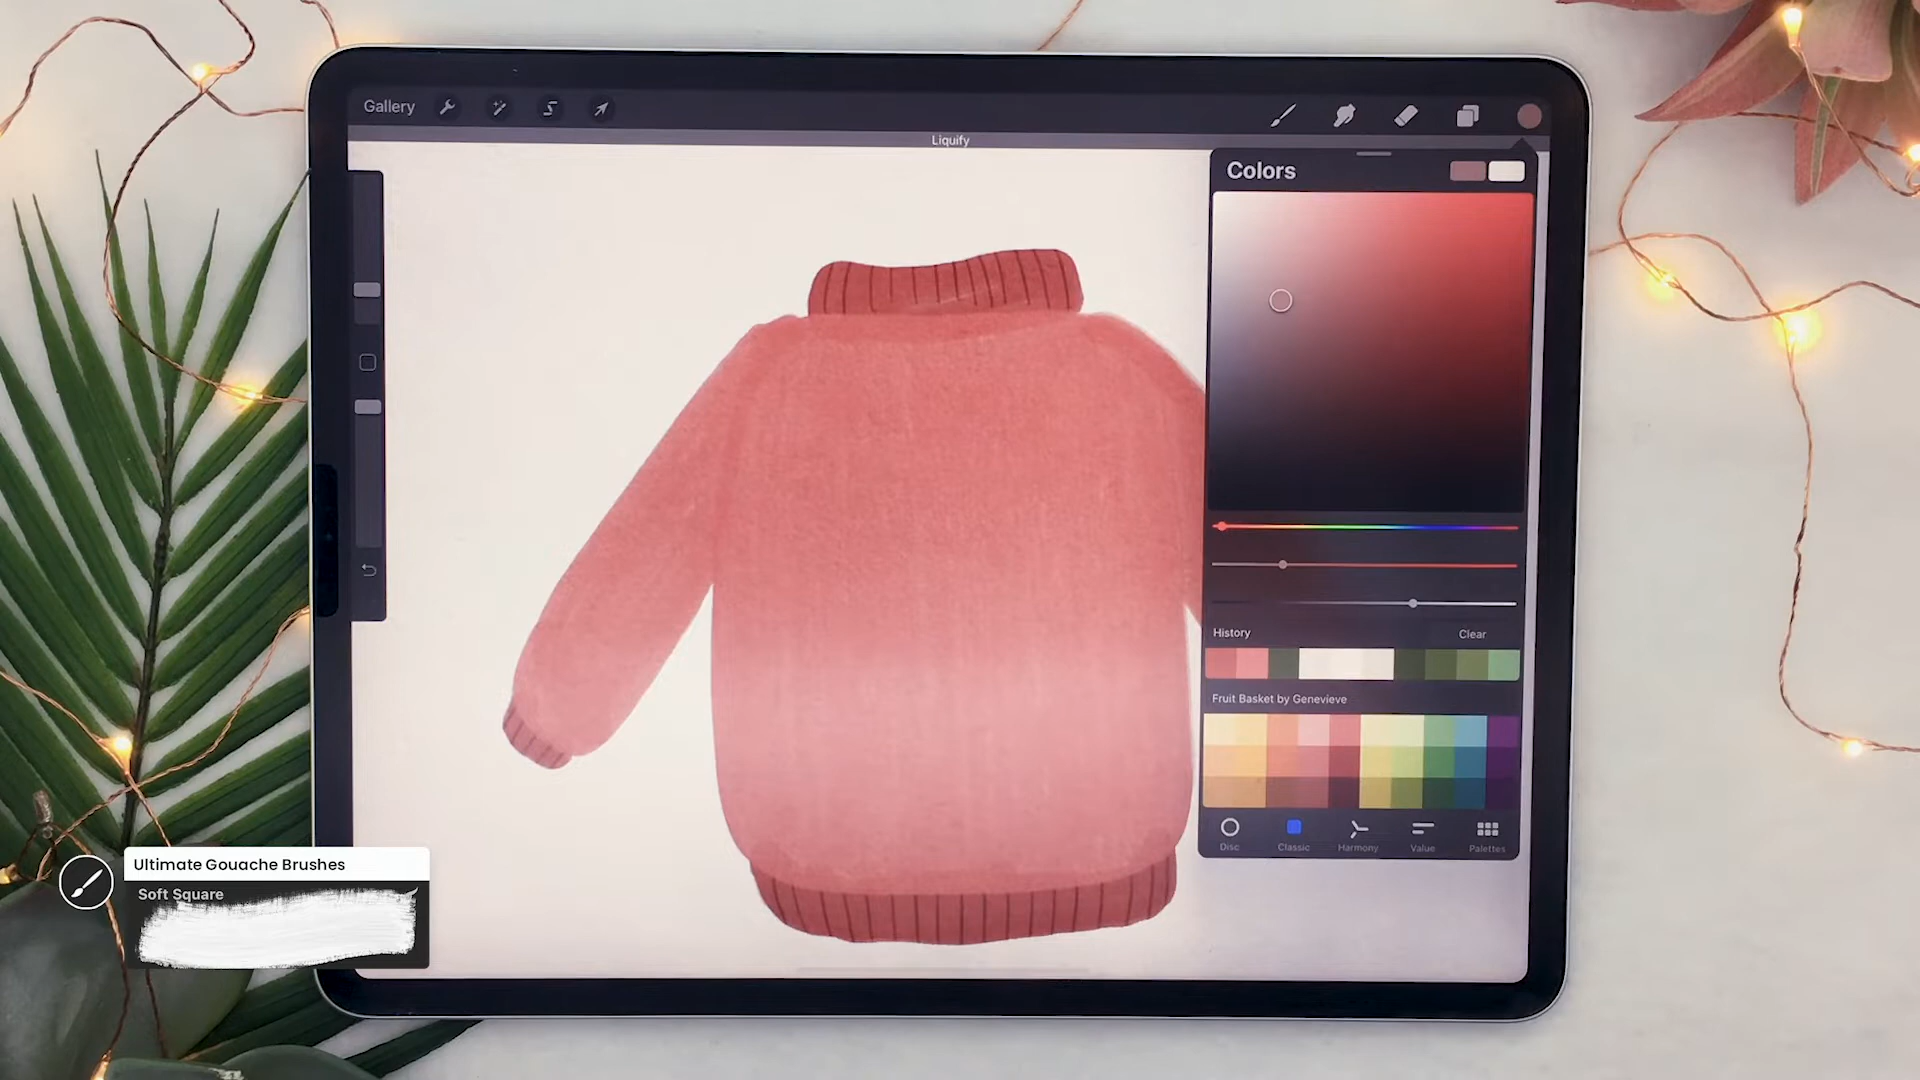 Gallery
Liquify
Colors
History
Clear
Fruit Basket by Genevieve
Disc
Classic
Harmony
Value
Palettes
Ultimate Gouache Brushes
Soft Square